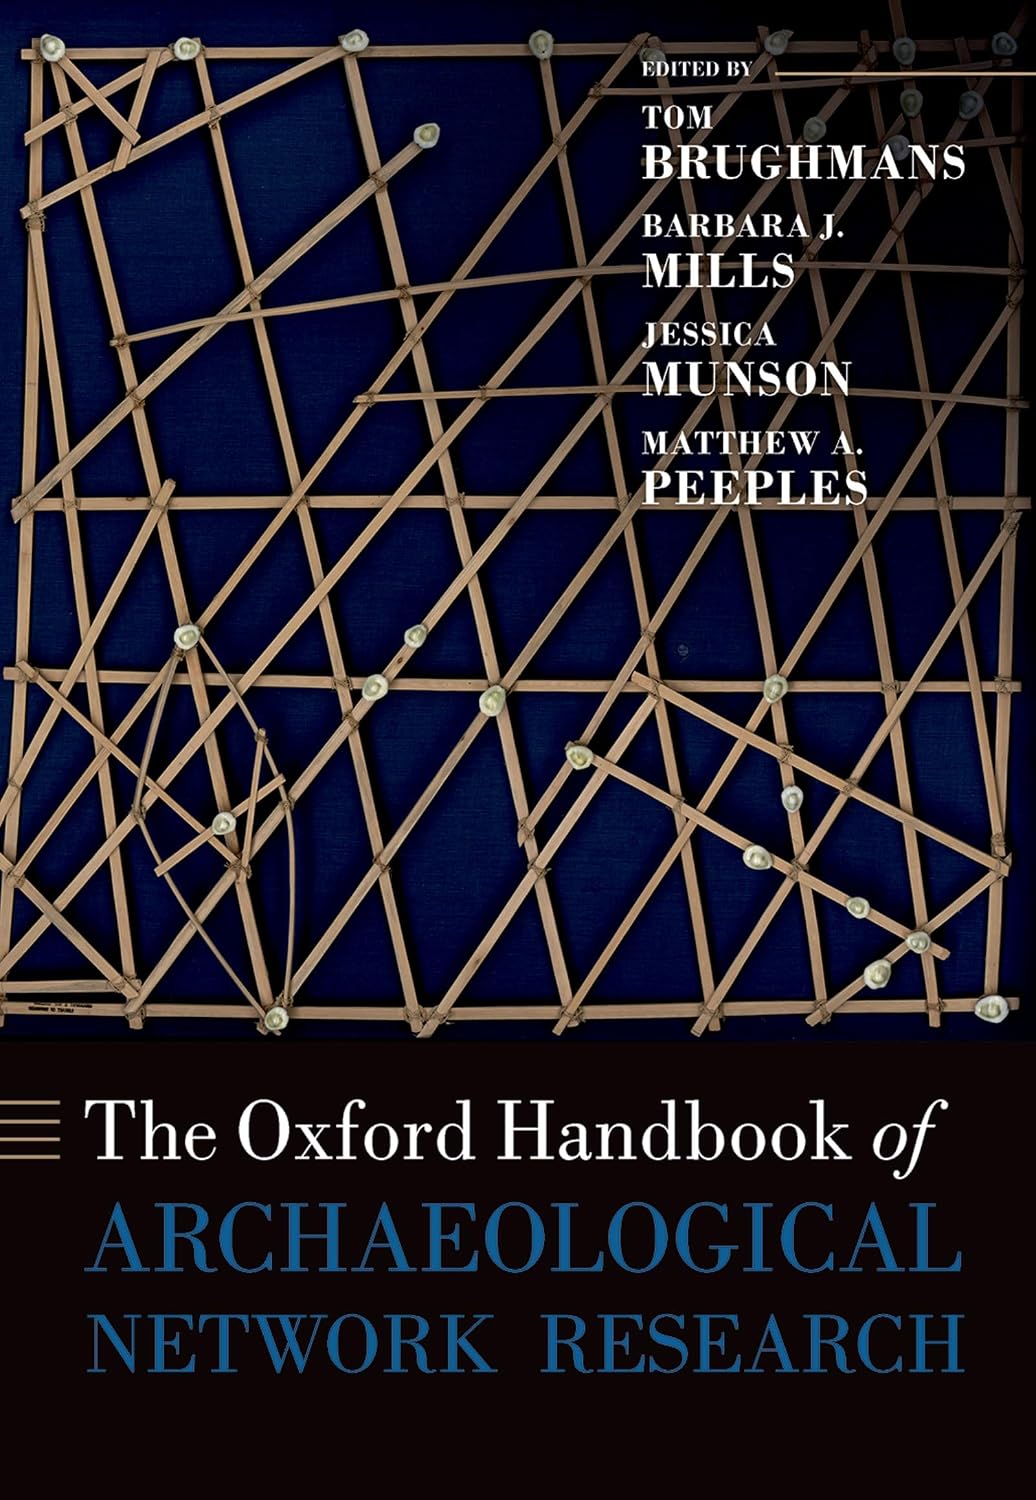 EDITED BY
TOM
BRUGHMANS
BARBARA J.
MILLS
JESSICA
MUNSON
MATTHEW A.
PEEPLES
The Oxford Handbook of
ARCHAEOLOGICAL
NETWORK RESEARCH